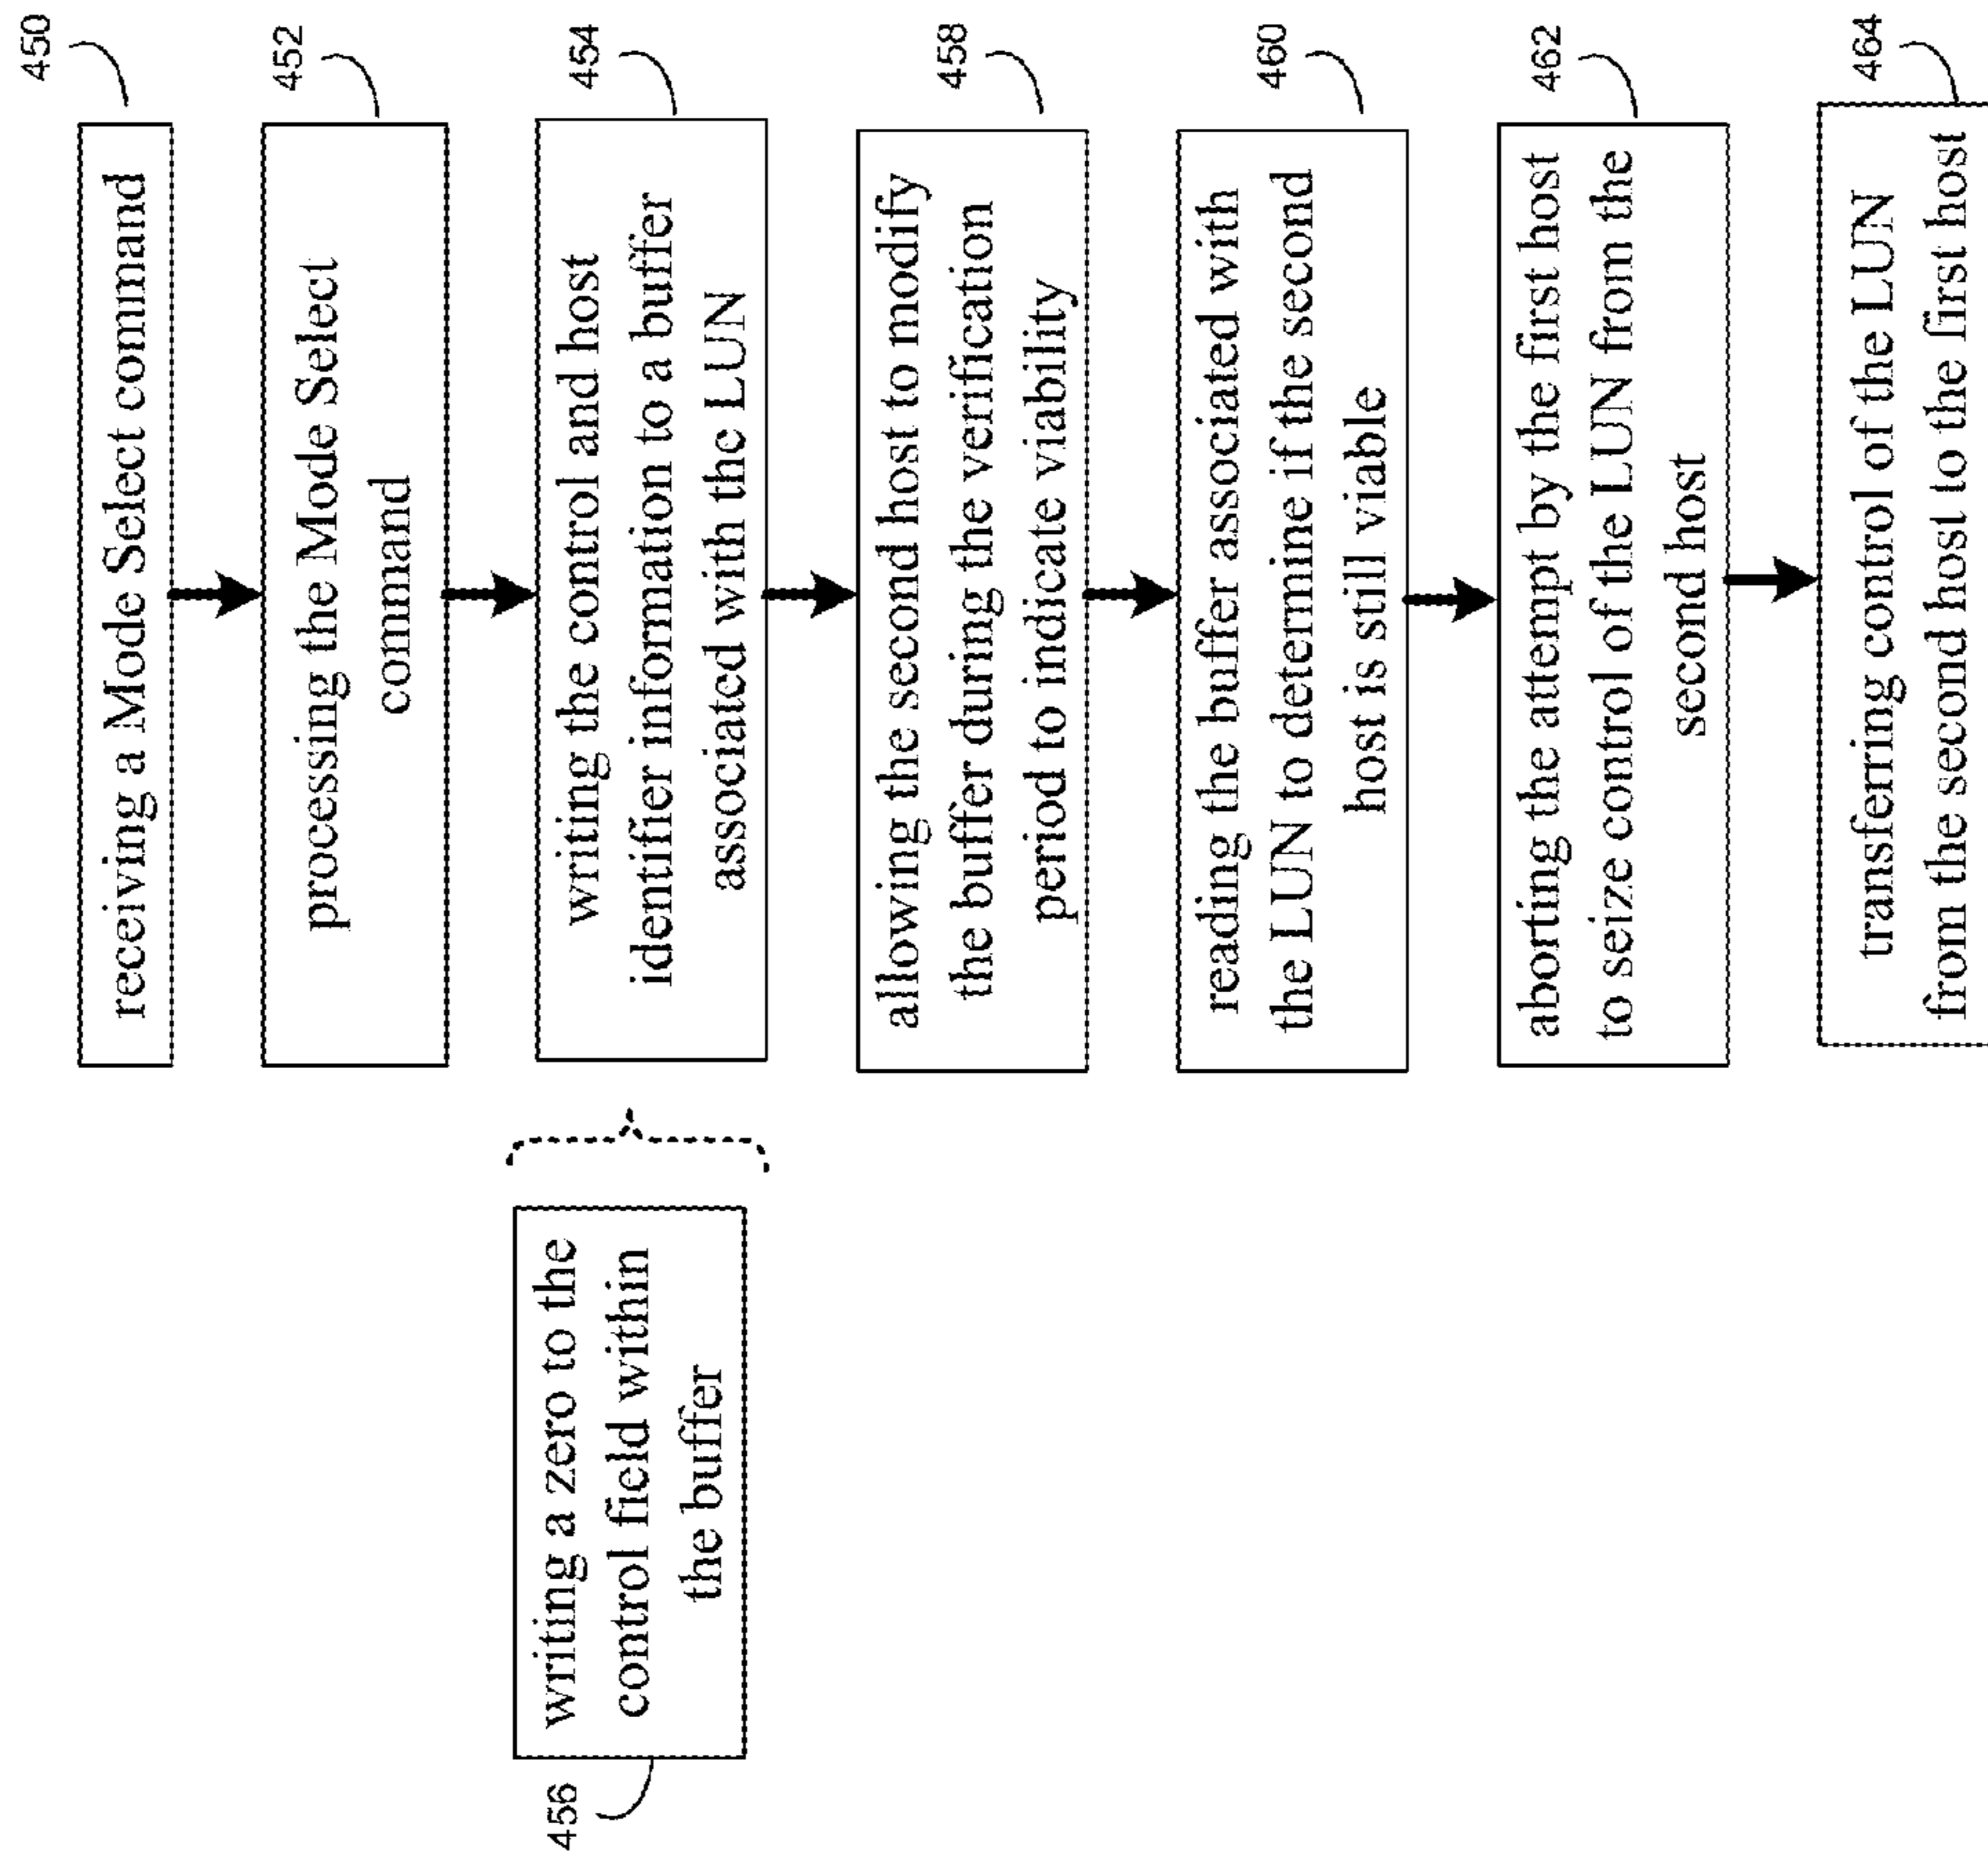 450
receiving a Mode Select command
452
processing the Mode Select
command
454
writing the control and host
identifier information to a buffer
associated with the LUN
456
writing a zero to the
control field within
the buffer
458
allowing the second host to modify
the buffer during the verification
period to indicate viability
460
reading the buffer associated with
the LUN to determine if the second
host is still viable
462
aborting the attempt by the first host
to seize control of the LUN from the
second host
464
transferring control of the LUN
from the second host to the first host